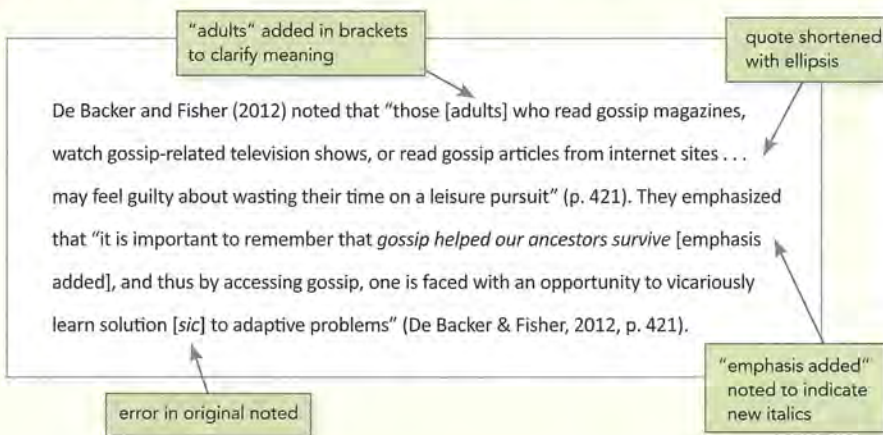 "adults" added in brackets
to clarify meaning
quote shortened
with ellipsis
De Backer and Fisher (2012) noted that “those [adults] who read gossip magazines,
watch gossip-related television shows, or read gossip articles from internet sites . . .
may feel guilty about wasting their time on a leisure pursuit” (p. 421). They emphasized
that “it is important to remember that gossip helped our ancestors survive [emphasis
added], and thus by accessing gossip, one is faced with an opportunity to vicariously
learn solution [sic] to adaptive problems” (De Backer & Fisher, 2012, p. 421).
error in original noted
"emphasis added"
noted to indicate
new italics